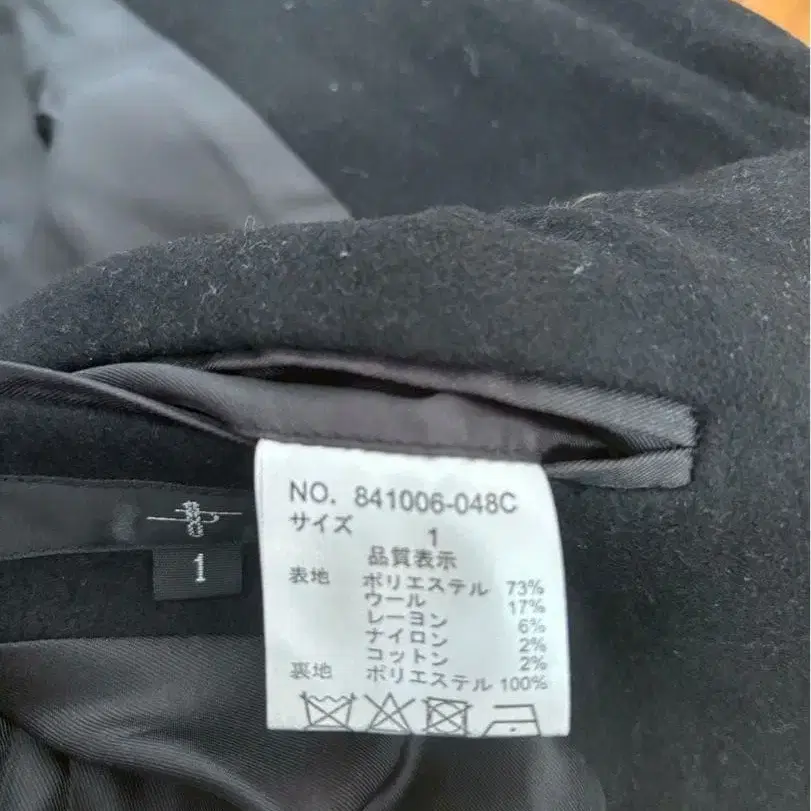 NO. 841006-048C
サイズ 1
品質表示
表地 ポリエステル 73%
ウール 17%
レーヨン 6%
ナイロン 2%
コットン 2%
裏地 ポリエステル 100%
1